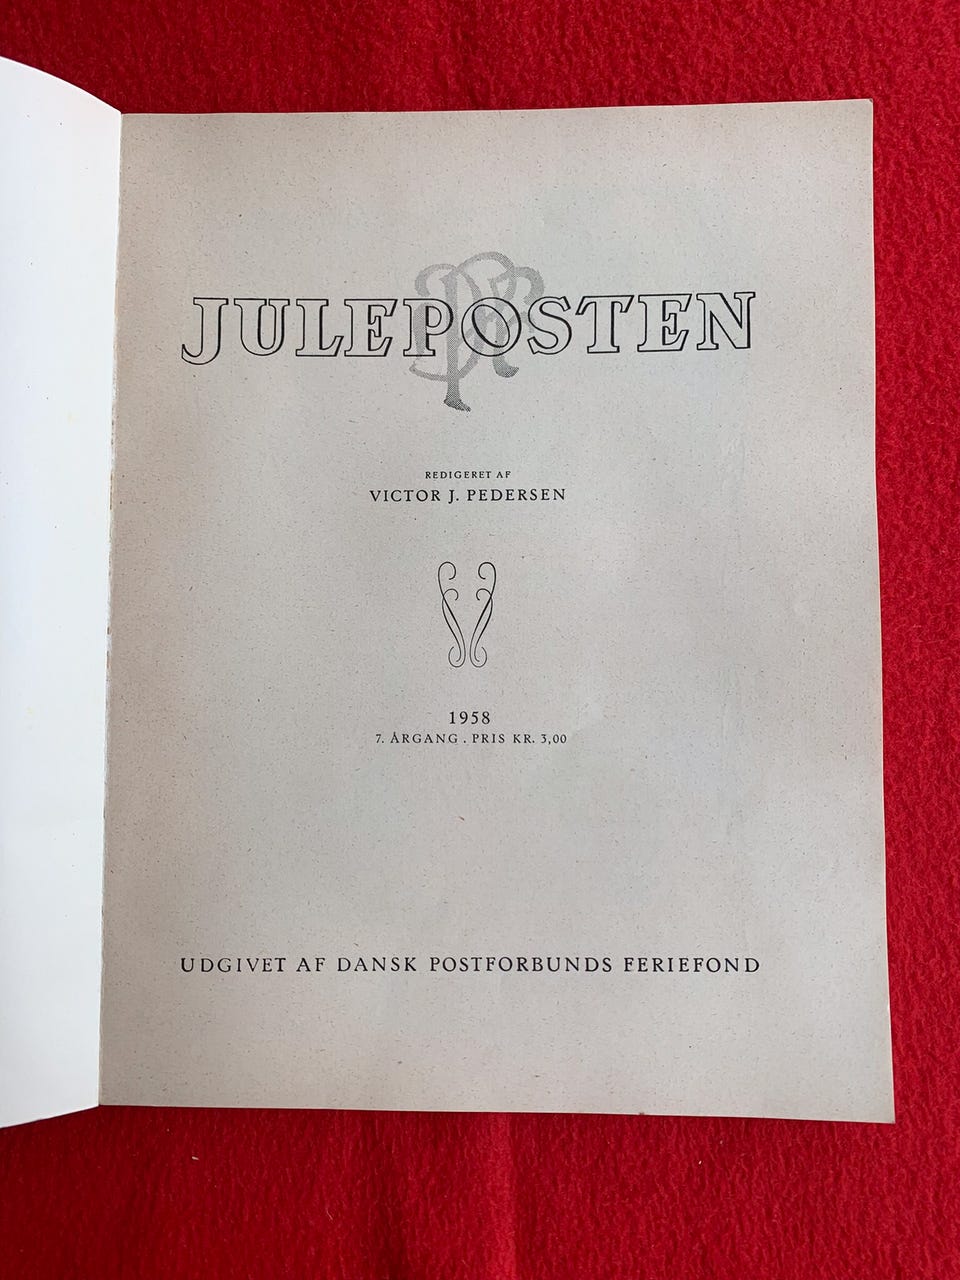 JULEPOSTEN
REDIGERET AF
VICTOR J. PEDERSEN
1958
7. ÅRGANG . PRIS KR. 3,00
UDGIVET AF DANSK POSTFORBUNDS FERIEFOND